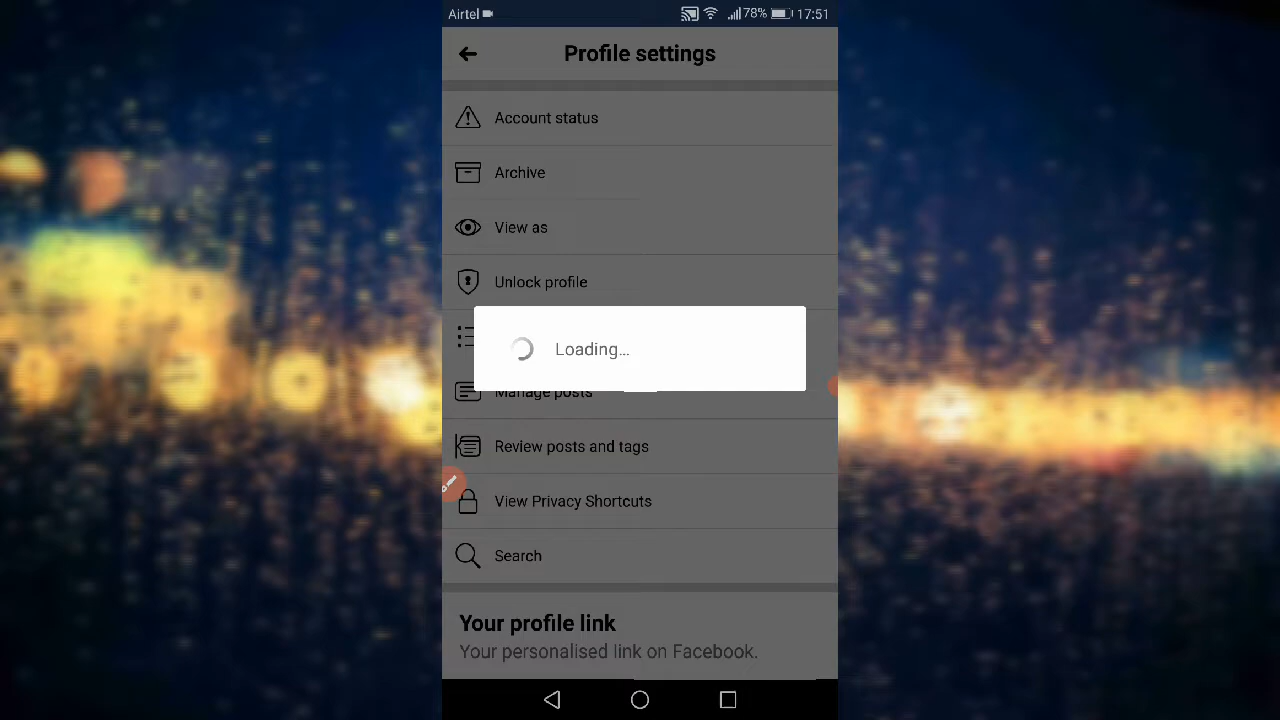 Airtel 78% 17:51
Profile settings
Account status
Archive
View as
Unlock profile
Loading...
Manage posts
Review posts and tags
View Privacy Shortcuts
Search
Your profile link
Your personalised link on Facebook.